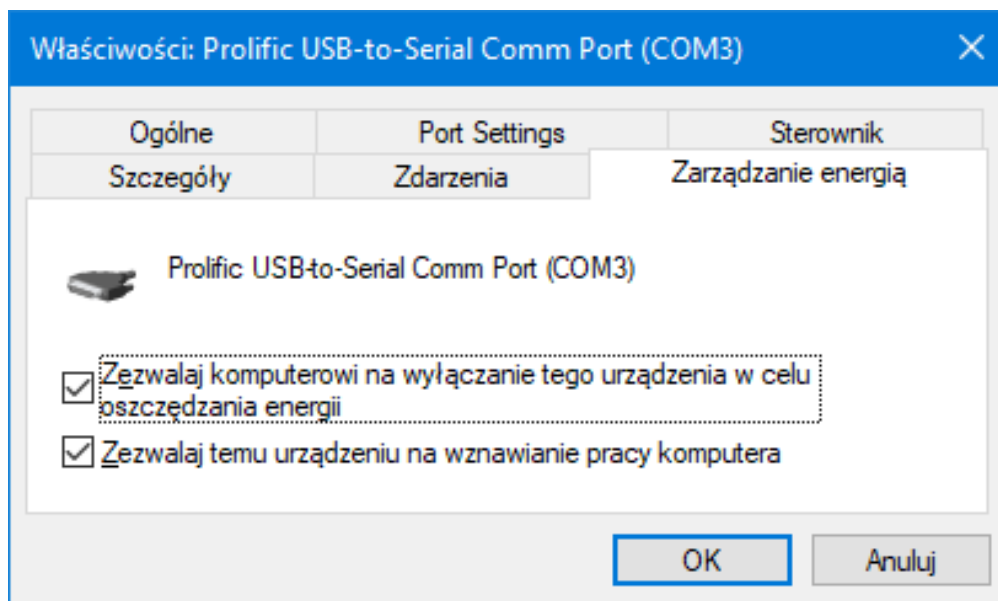 Właściwości: Prolific USB-to-Serial Comm Port (COM3)
Ogólne
Port Settings
Sterownik
Szczegóły
Zdarzenia
Zarządzanie energią
Prolific USB-to-Serial Comm Port (COM3)
Zezwalaj komputerowi na wyłączanie tego urządzenia w celu
oszczędzania energii
Zezwalaj temu urządzeniu na wznawianie pracy komputera
OK
Anuluj